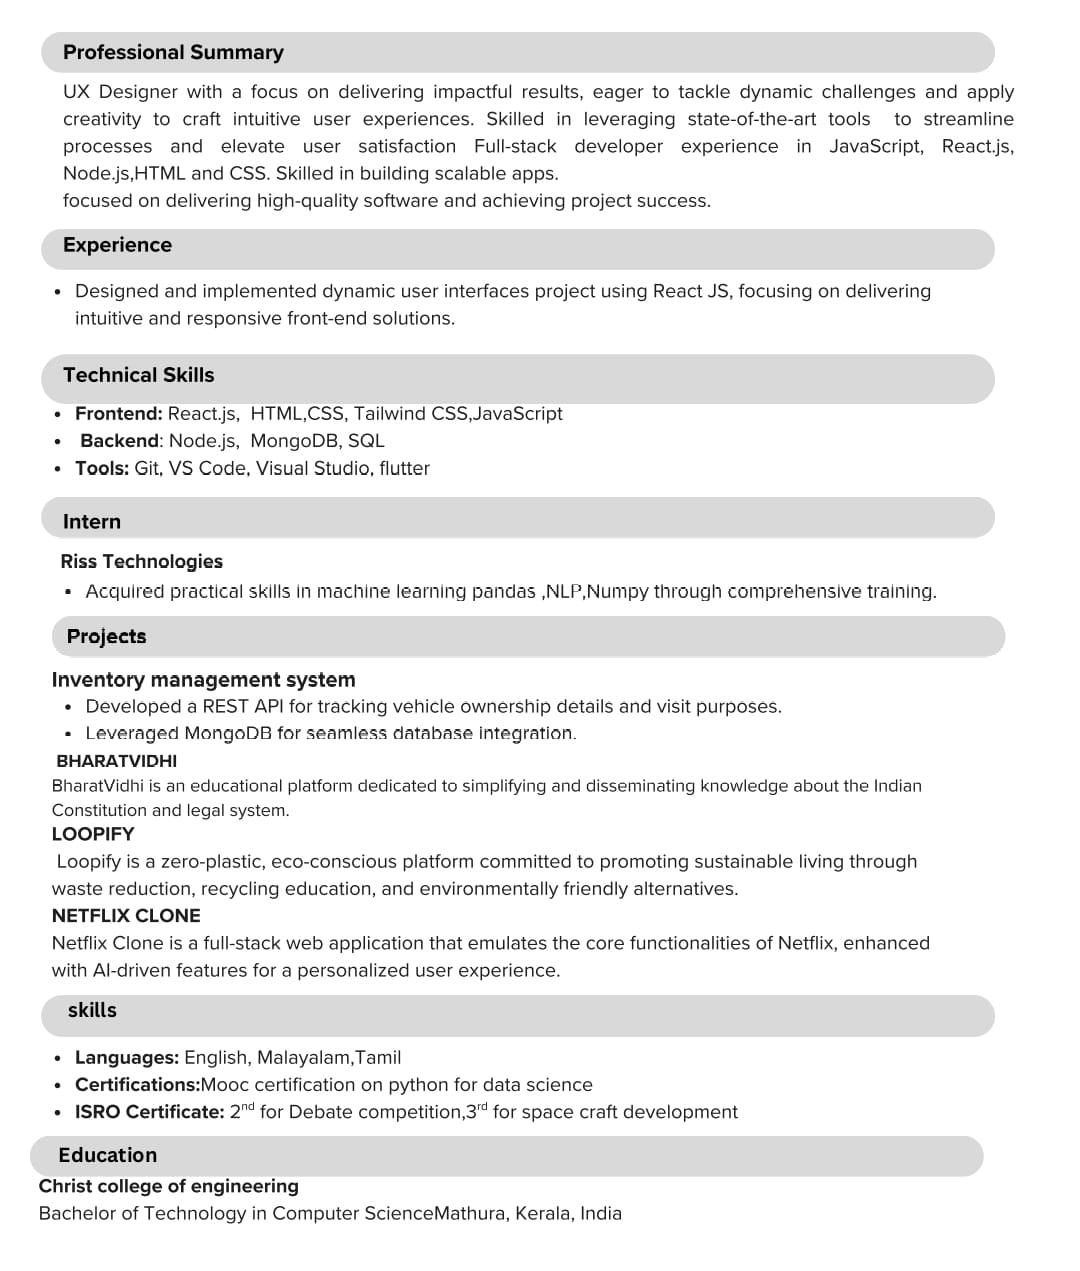 Professional Summary
UX Designer with a focus on delivering impactful results, eager to tackle dynamic challenges and apply
creativity to craft intuitive user experiences. Skilled in leveraging state-of-the-art tools to streamline
processes and elevate user satisfaction Full-stack developer experience in JavaScript, React.js,
Node.js,HTML and CSS. Skilled in building scalable apps.
focused on delivering high-quality software and achieving project success.
Experience
• Designed and implemented dynamic user interfaces project using React JS, focusing on delivering
intuitive and responsive front-end solutions.
Technical Skills
• Frontend: React.js, HTML,CSS, Tailwind CSS,JavaScript
• Backend: Node.js, MongoDB, SQL
• Tools: Git, VS Code, Visual Studio, flutter
Intern
Riss Technologies
• Acquired practical skills in machine learning pandas ,NLP,Numpy through comprehensive training.
Projects
Inventory management system
• Developed a REST API for tracking vehicle ownership details and visit purposes.
• Leveraged MongoDB for seamless database integration.
BHARATVIDHI
BharatVidhi is an educational platform dedicated to simplifying and disseminating knowledge about the Indian
Constitution and legal system.
LOOPIFY
Loopify is a zero-plastic, eco-conscious platform committed to promoting sustainable living through
waste reduction, recycling education, and environmentally friendly alternatives.
NETFLIX CLONE
Netflix Clone is a full-stack web application that emulates the core functionalities of Netflix, enhanced
with AI-driven features for a personalized user experience.
skills
• Languages: English, Malayalam,Tamil
• Certifications:Mooc certification on python for data science
• ISRO Certificate: 2nd for Debate competition,3rd for space craft development
Education
Christ college of engineering
Bachelor of Technology in Computer ScienceMathura, Kerala, India